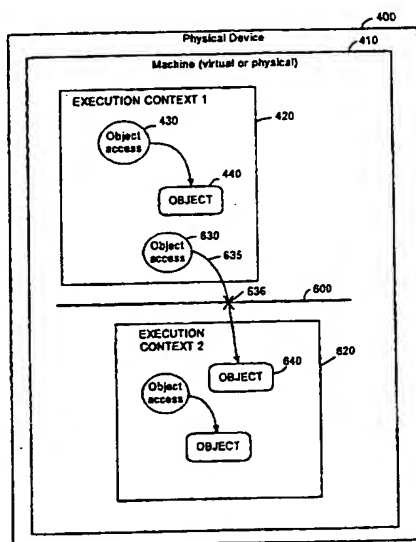 400
Physical Device
410
Machine (virtual or physical)
EXECUTION CONTEXT 1
430
420
Object
access
440
OBJECT
630
Object
access
635
636
600
EXECUTION
CONTEXT 2
620
640
OBJECT
Object
access
OBJECT